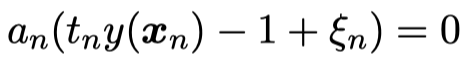 aₙ(tₙy(𝒙ₙ) − 1 + ξₙ) = 0